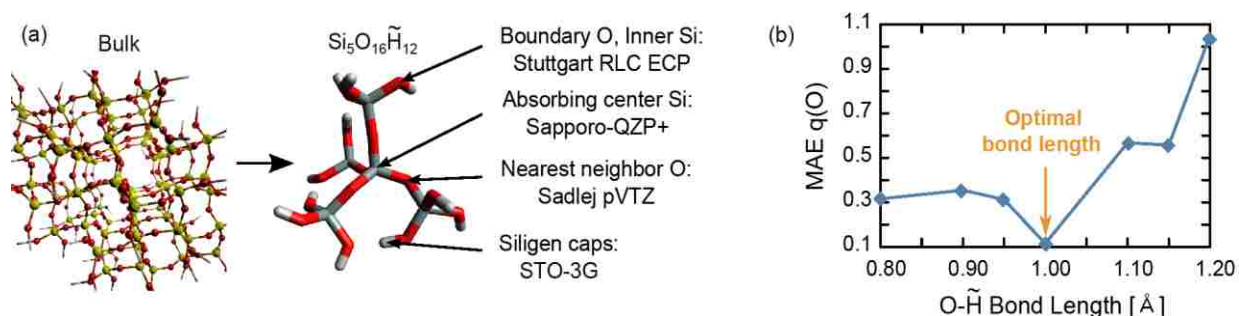 (a)
Bulk
Si₅O₁₆H̃₁₂
Boundary O, Inner Si:
Stuttgart RLC ECP
Absorbing center Si:
Sapporo-QZP+
Nearest neighbor O:
Sadlej pVTZ
Siligen caps:
STO-3G
(b)
MAE q(O)
1.1
0.9
0.7
0.5
0.3
0.1
Optimal
bond length
0.80 0.90 1.00 1.10 1.20
O-H̃ Bond Length [Å]